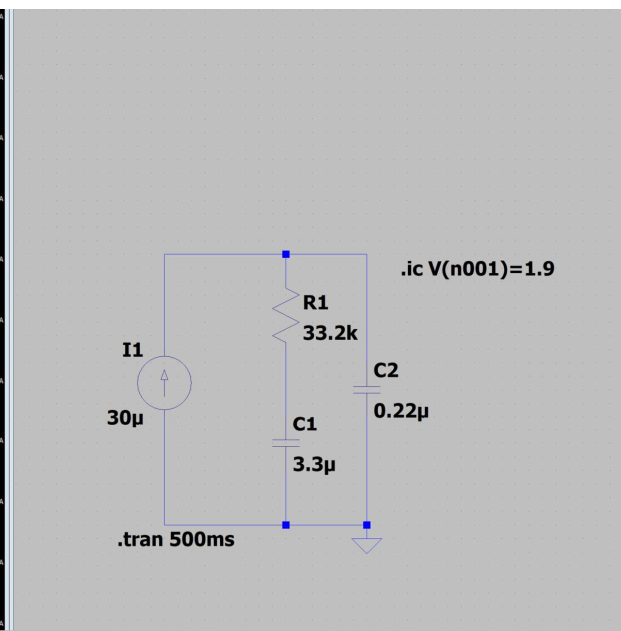 .ic V(n001)=1.9
R1
33.2k
I1
30µ
C2
0.22µ
C1
3.3µ
.tran 500ms